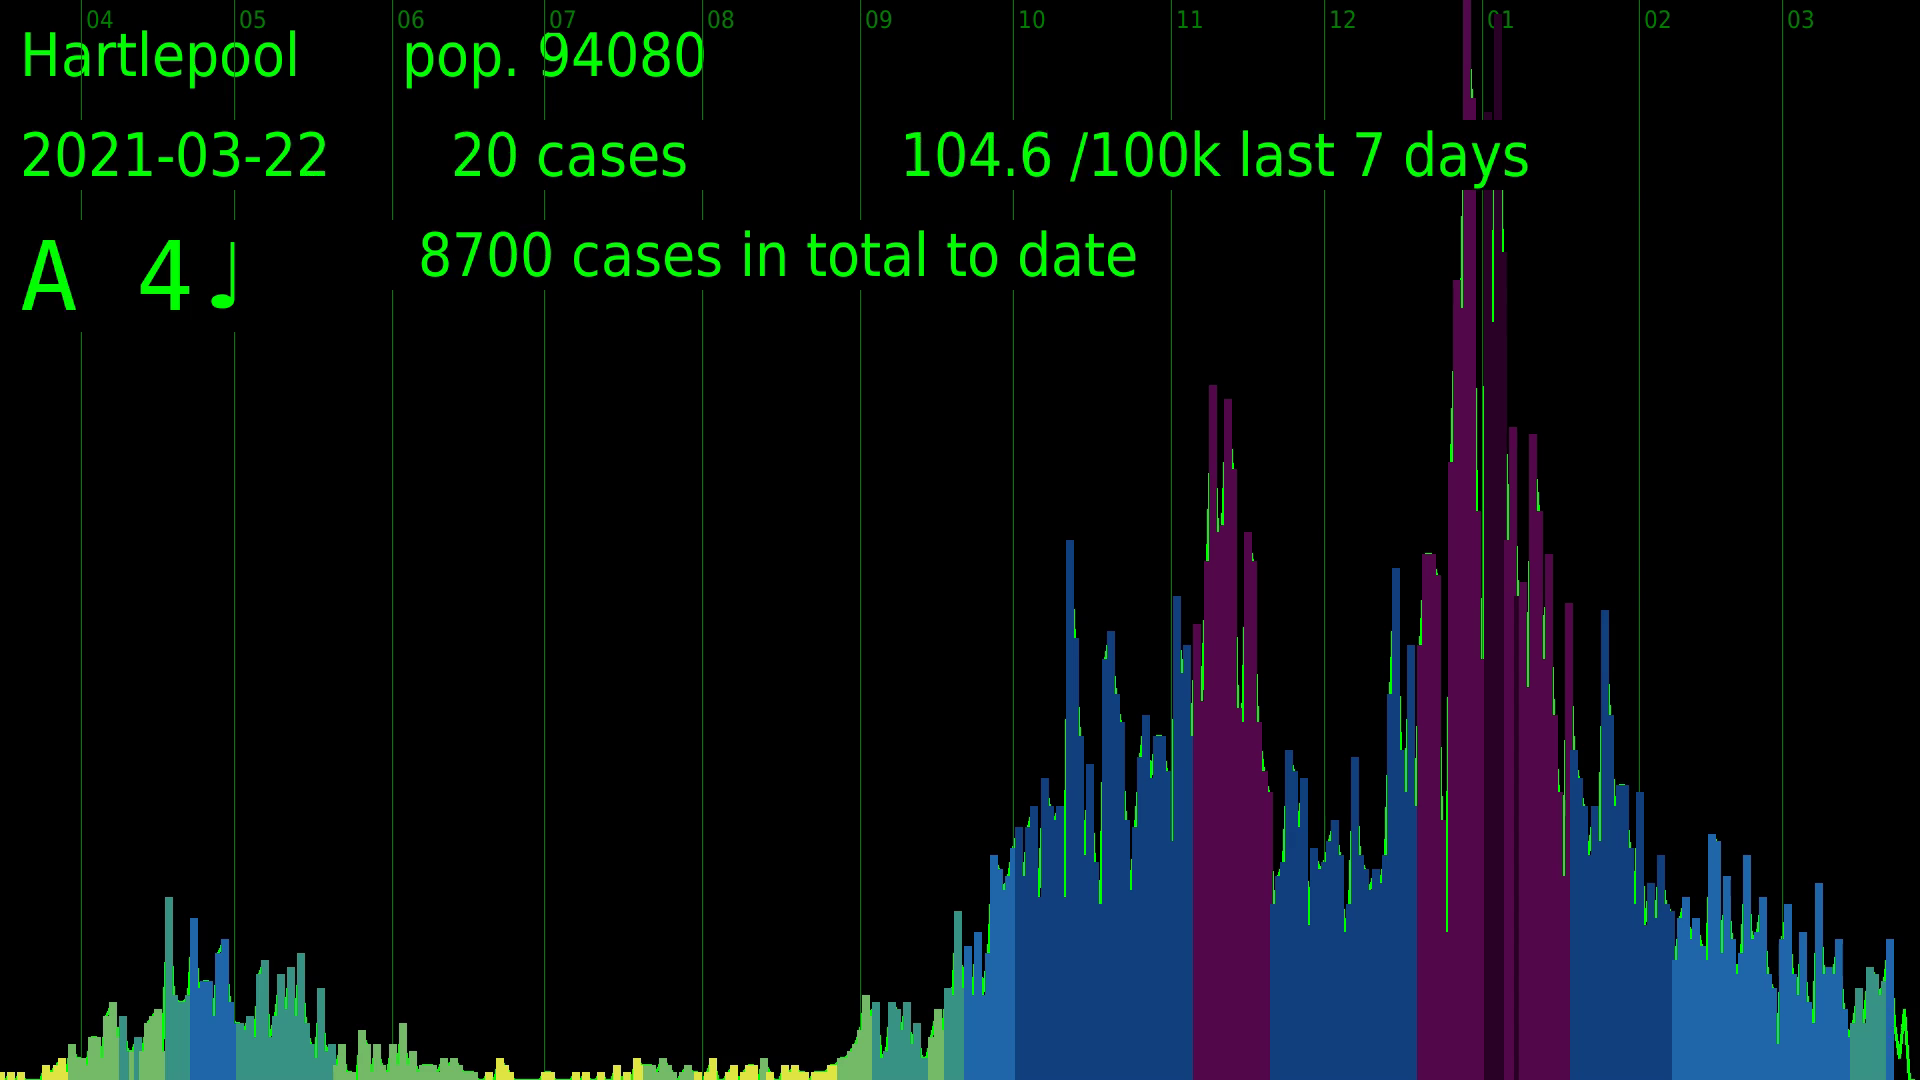 04 05 06 07 08 09 10 11 12 01 02 03
Hartlepool pop. 94080
2021-03-22 20 cases 104.6 /100k last 7 days
A 4♩ 8700 cases in total to date